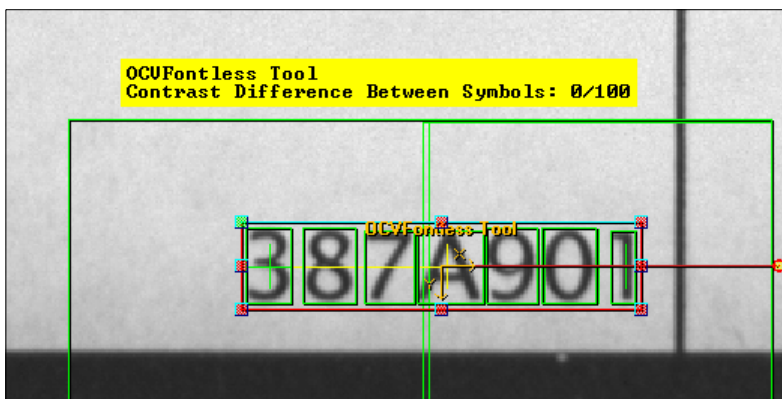 OCVFontless Tool
Contrast Difference Between Symbols: 0/100
OCVFontless Tool
387A901
X
Y